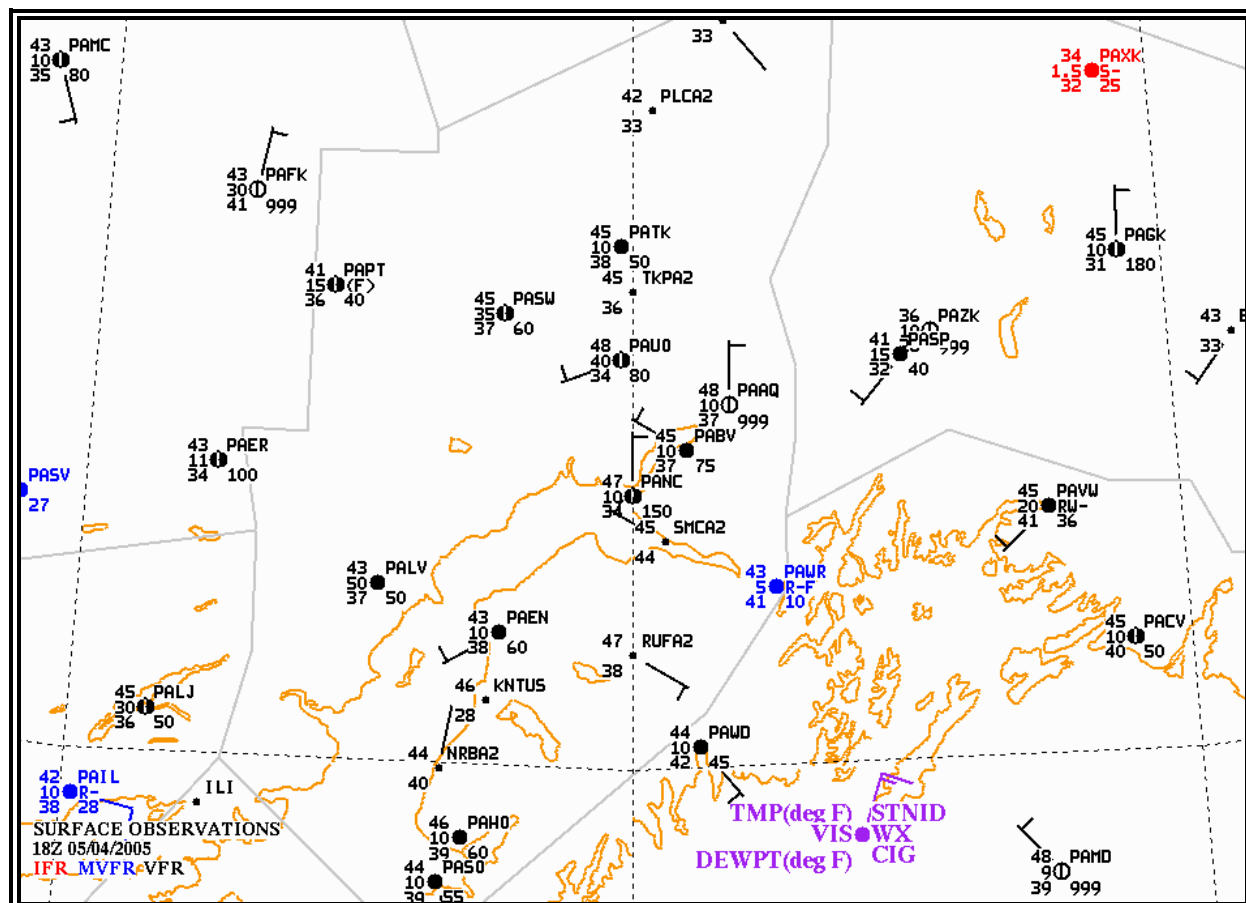 33
43 PAMC
10
35 80
34 PAXK
1.5 S-
32 25
42 PLCA2
33
43 PAFK
30
41 999
45 PATK
10
38 50
45 PAGK
10
31 180
41 PAPT
15 (F)
36 40
45 TKPA2
36
45 PASW
35
37 60
36 PAZK
10
999
43
33
41 PASP
15
32 40
48 PAUO
40
34 80
48 PAAQ
10
37 999
45 PABV
10
37 75
43 PAER
11
34 100
PASV
27
47 PANC
10
34 150
45 PAVW
20 RW-
41 36
45 SMCA2
44
43 PALV
50
37 50
43 PAWR
5 R-F
41 10
43 PAEN
10
38 60
45 PACV
10
40 50
47 RUFA2
38
46 KNTUS
28
45 PALJ
30
36 50
44 PAWD
10
42 45
44 NRBA2
40
42 PAIL
10 R-
38 28
ILI
TMP(deg F) STNID
VIS WX
DEWPT(deg F) CIG
46 PAHO
10
39 60
48 PAMD
9
39 999
44 PASO
10
39 55
SURFACE OBSERVATIONS
18Z 05/04/2005
IFR MVFR VFR